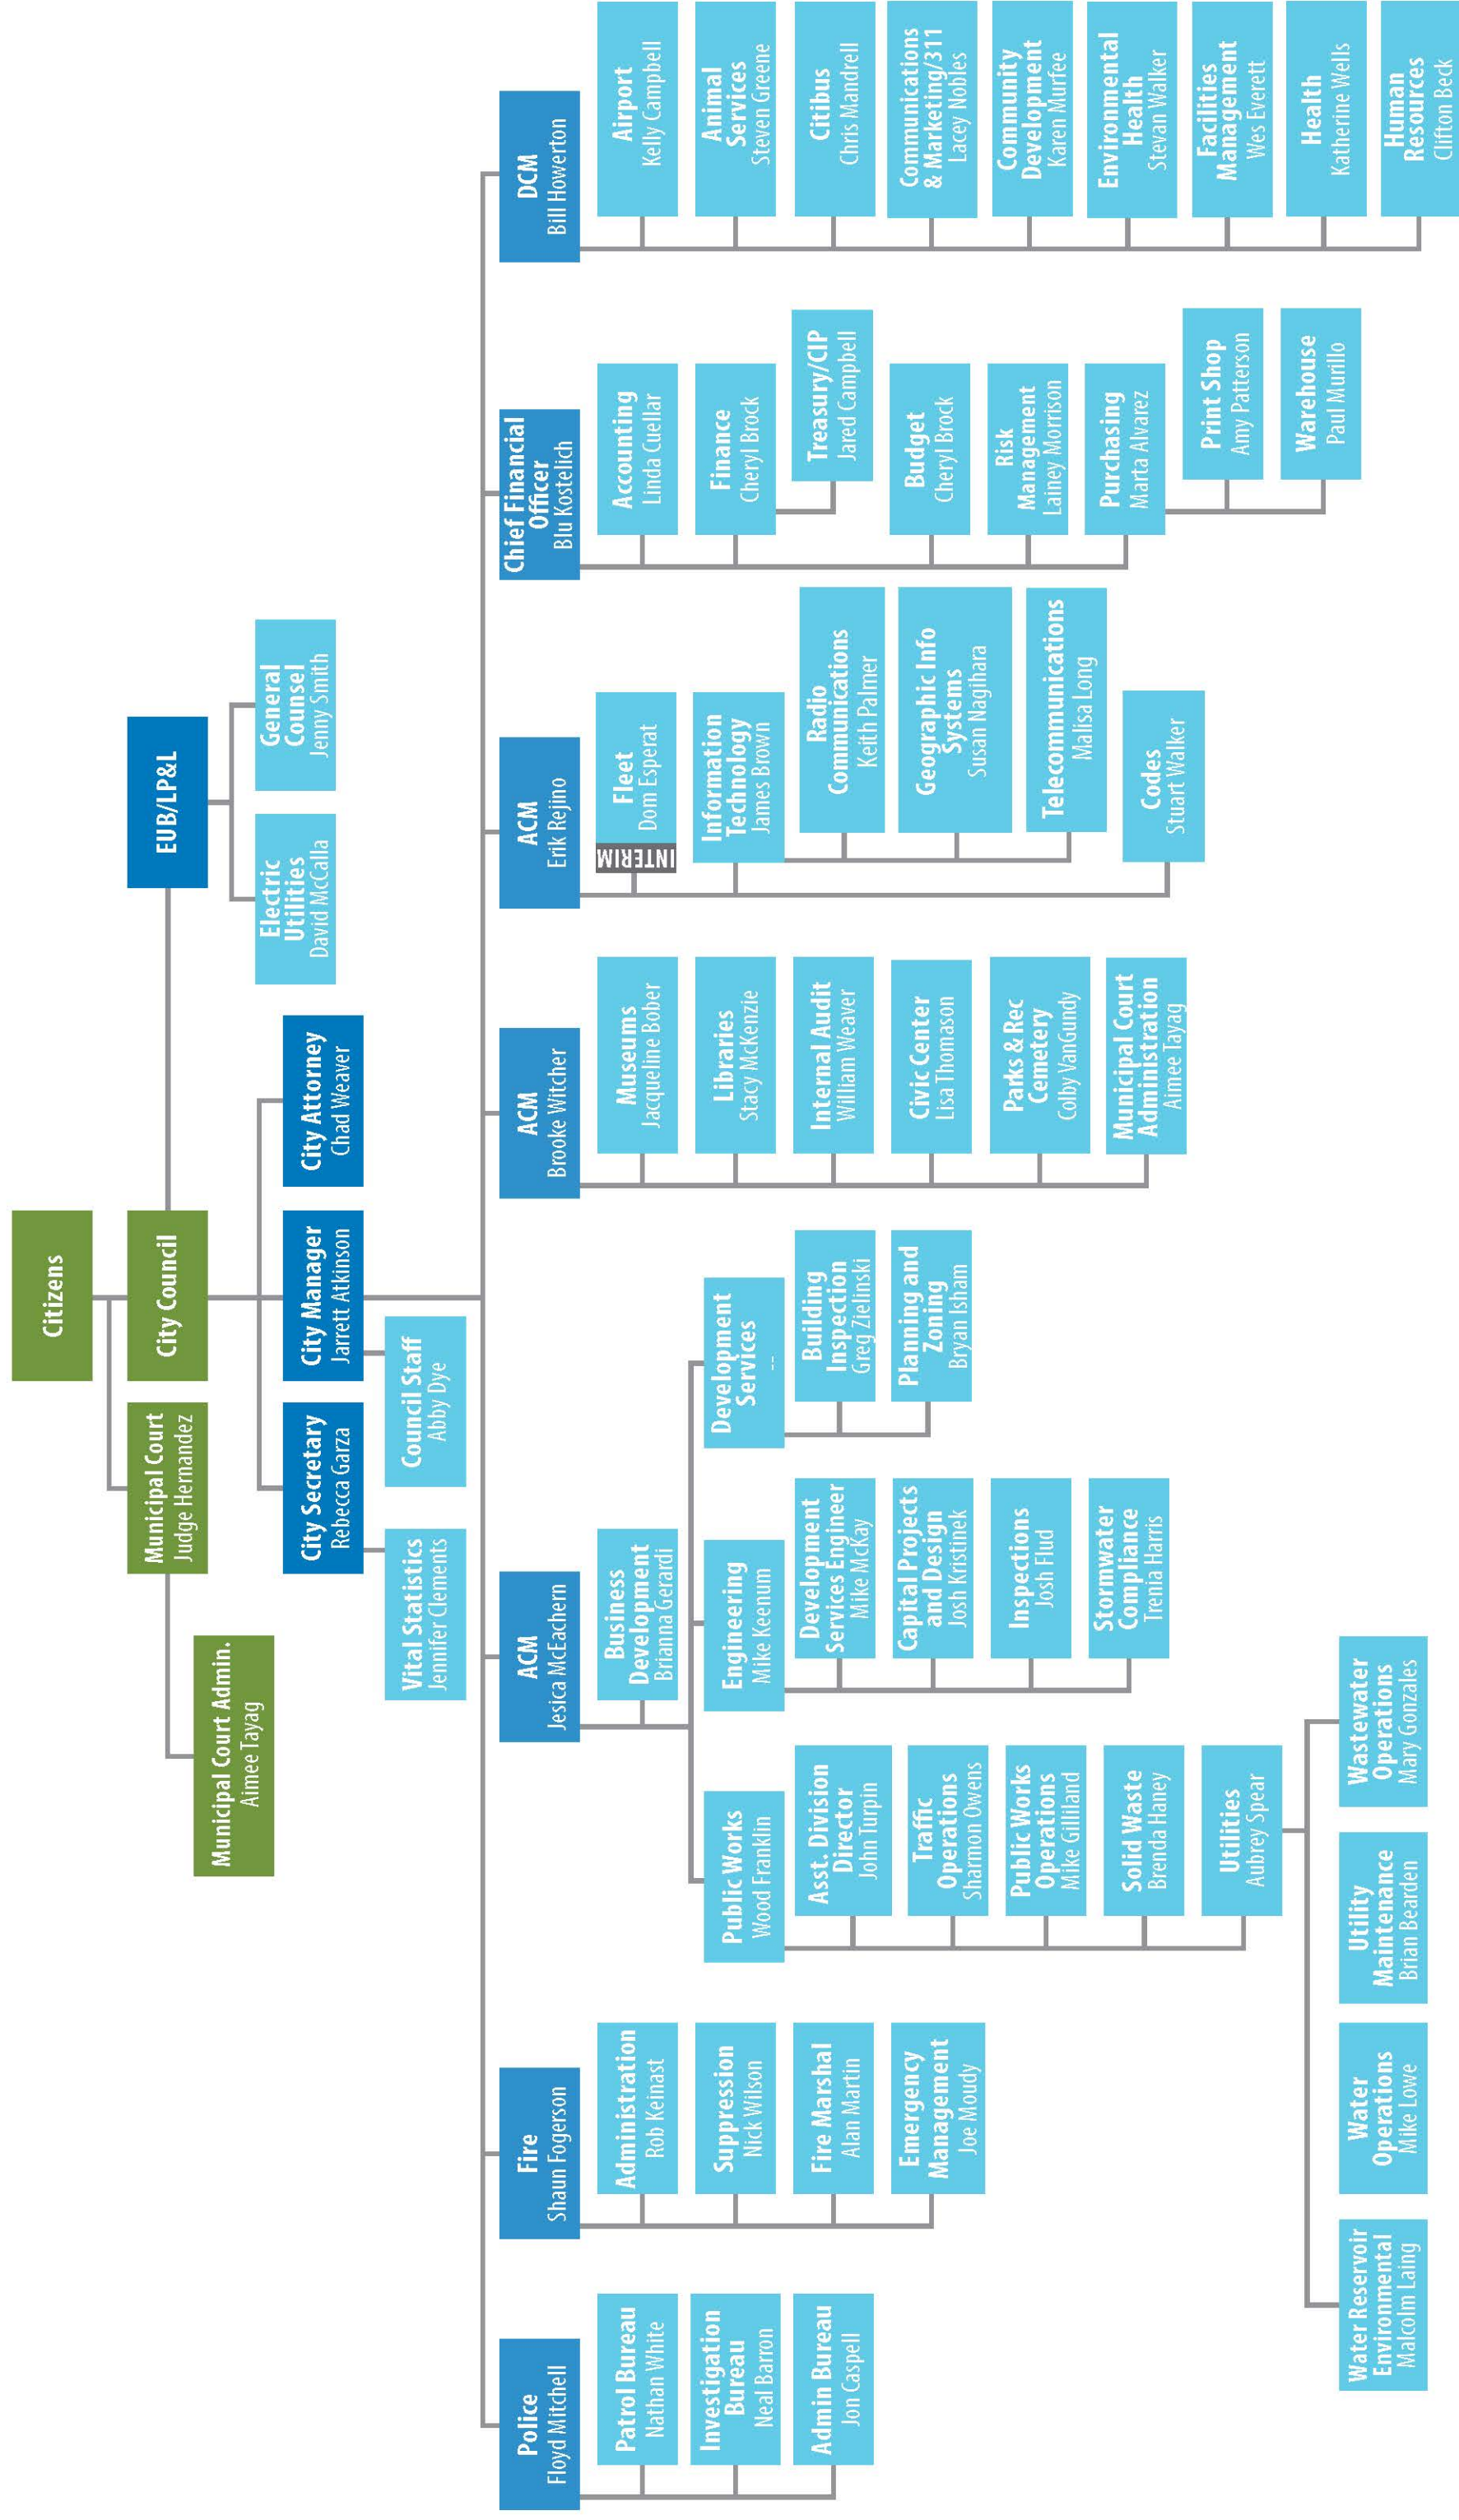 Citizens
Municipal Court
Judge Hernandez
City Council
EUB/LP&L
Municipal Court Admin.
Aimee Tayag
Electric
Utilities
David McCalla
General
Counsel
Jenny Smith
City Secretary
Rebecca Garza
City Manager
Jarrett Atkinson
City Attorney
Chad Weaver
Vital Statistics
Jennifer Clements
Council Staff
Abby Dye
Police
Floyd Mitchell
Patrol Bureau
Nathan White
Investigation
Bureau
Neal Barron
Admin Bureau
Jon Caspell
Fire
Shaun Fogerson
Administration
Rob Keinast
Suppression
Nick Wilson
Fire Marshal
Alan Martin
Emergency
Management
Joe Moudy
ACM
Jesica McEachern
Business
Development
Brianna Gerardi
Public Works
Wood Franklin
Asst. Division
Director
John Turpin
Traffic
Operations
Sharmon Owens
Public Works
Operations
Mike Gilliland
Solid Waste
Brenda Haney
Utilities
Aubrey Spear
Water Reservoir
Environmental
Malcolm Laing
Water
Operations
Mike Lowe
Utility
Maintenance
Brian Bearden
Wastewater
Operations
Mary Gonzales
Engineering
Mike Keenum
Development
Services Engineer
Mike McKay
Capital Projects
and Design
Josh Kristinek
Inspections
Josh Flud
Stormwater
Compliance
Trenia Harris
Development
Services
--
Building
Inspection
Greg Zielinski
Planning and
Zoning
Bryan Isham
ACM
Brooke Witcher
Museums
Jacqueline Bober
Libraries
Stacy McKenzie
Internal Audit
William Weaver
Civic Center
Lisa Thomason
Parks & Rec
Cemetery
Colby VanGundy
Municipal Court
Administration
Aimee Tayag
ACM
Erik Rejino
INTERIM
Fleet
Dom Esperat
Information
Technology
James Brown
Radio
Communications
Keith Palmer
Geographic Info
Systems
Susan Nagihara
Telecommunications
Malisa Long
Codes
Stuart Walker
Chief Financial
Officer
Blu Kostelich
Accounting
Linda Cuellar
Finance
Cheryl Brock
Treasury/CIP
Jared Campbell
Budget
Cheryl Brock
Risk
Management
Lainey Morrison
Purchasing
Marta Alvarez
Print Shop
Amy Patterson
Warehouse
Paul Murillo
DCM
Bill Howerton
Airport
Kelly Campbell
Animal
Services
Steven Greene
Citibus
Chris Mandrell
Communications
& Marketing/311
Lacey Nobles
Community
Development
Karen Murfee
Environmental
Health
Stevan Walker
Facilities
Management
Wes Everett
Health
Katherine Wells
Human
Resources
Clifton Beck